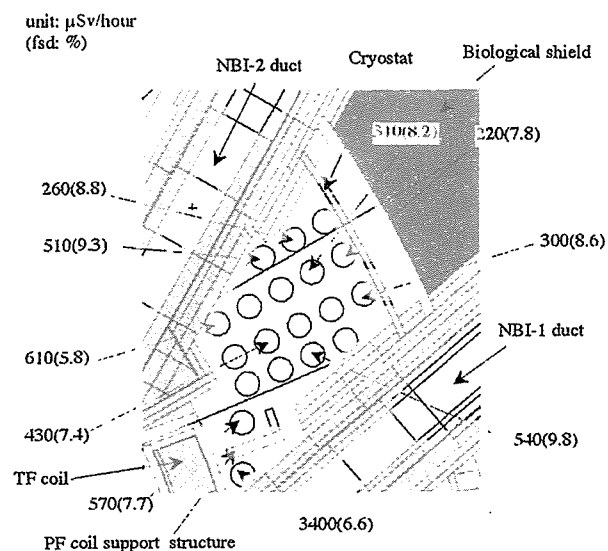 unit: µSv/hour
(fsd: %)
NBI-2 duct
Cryostat
Biological shield
310(8.2)
220(7.8)
260(8.8)
510(9.3)
300(8.6)
NBI-1 duct
610(5.8)
430(7.4)
540(9.8)
TF coil
570(7.7)
3400(6.6)
PF coil support structure